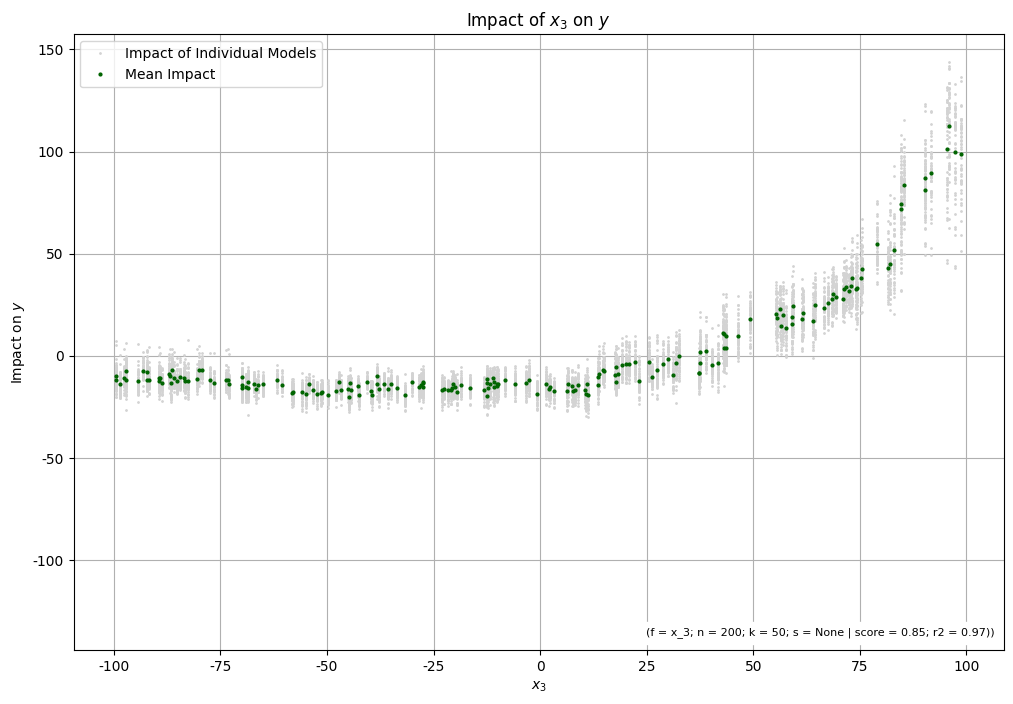 Impact of x₃ on y
Impact of Individual Models
Mean Impact
150
100
50
0
-50
-100
Impact on y
(f = x_3; n = 200; k = 50; s = None | score = 0.85; r2 = 0.97))
-100 -75 -50 -25 0 25 50 75 100
x₃